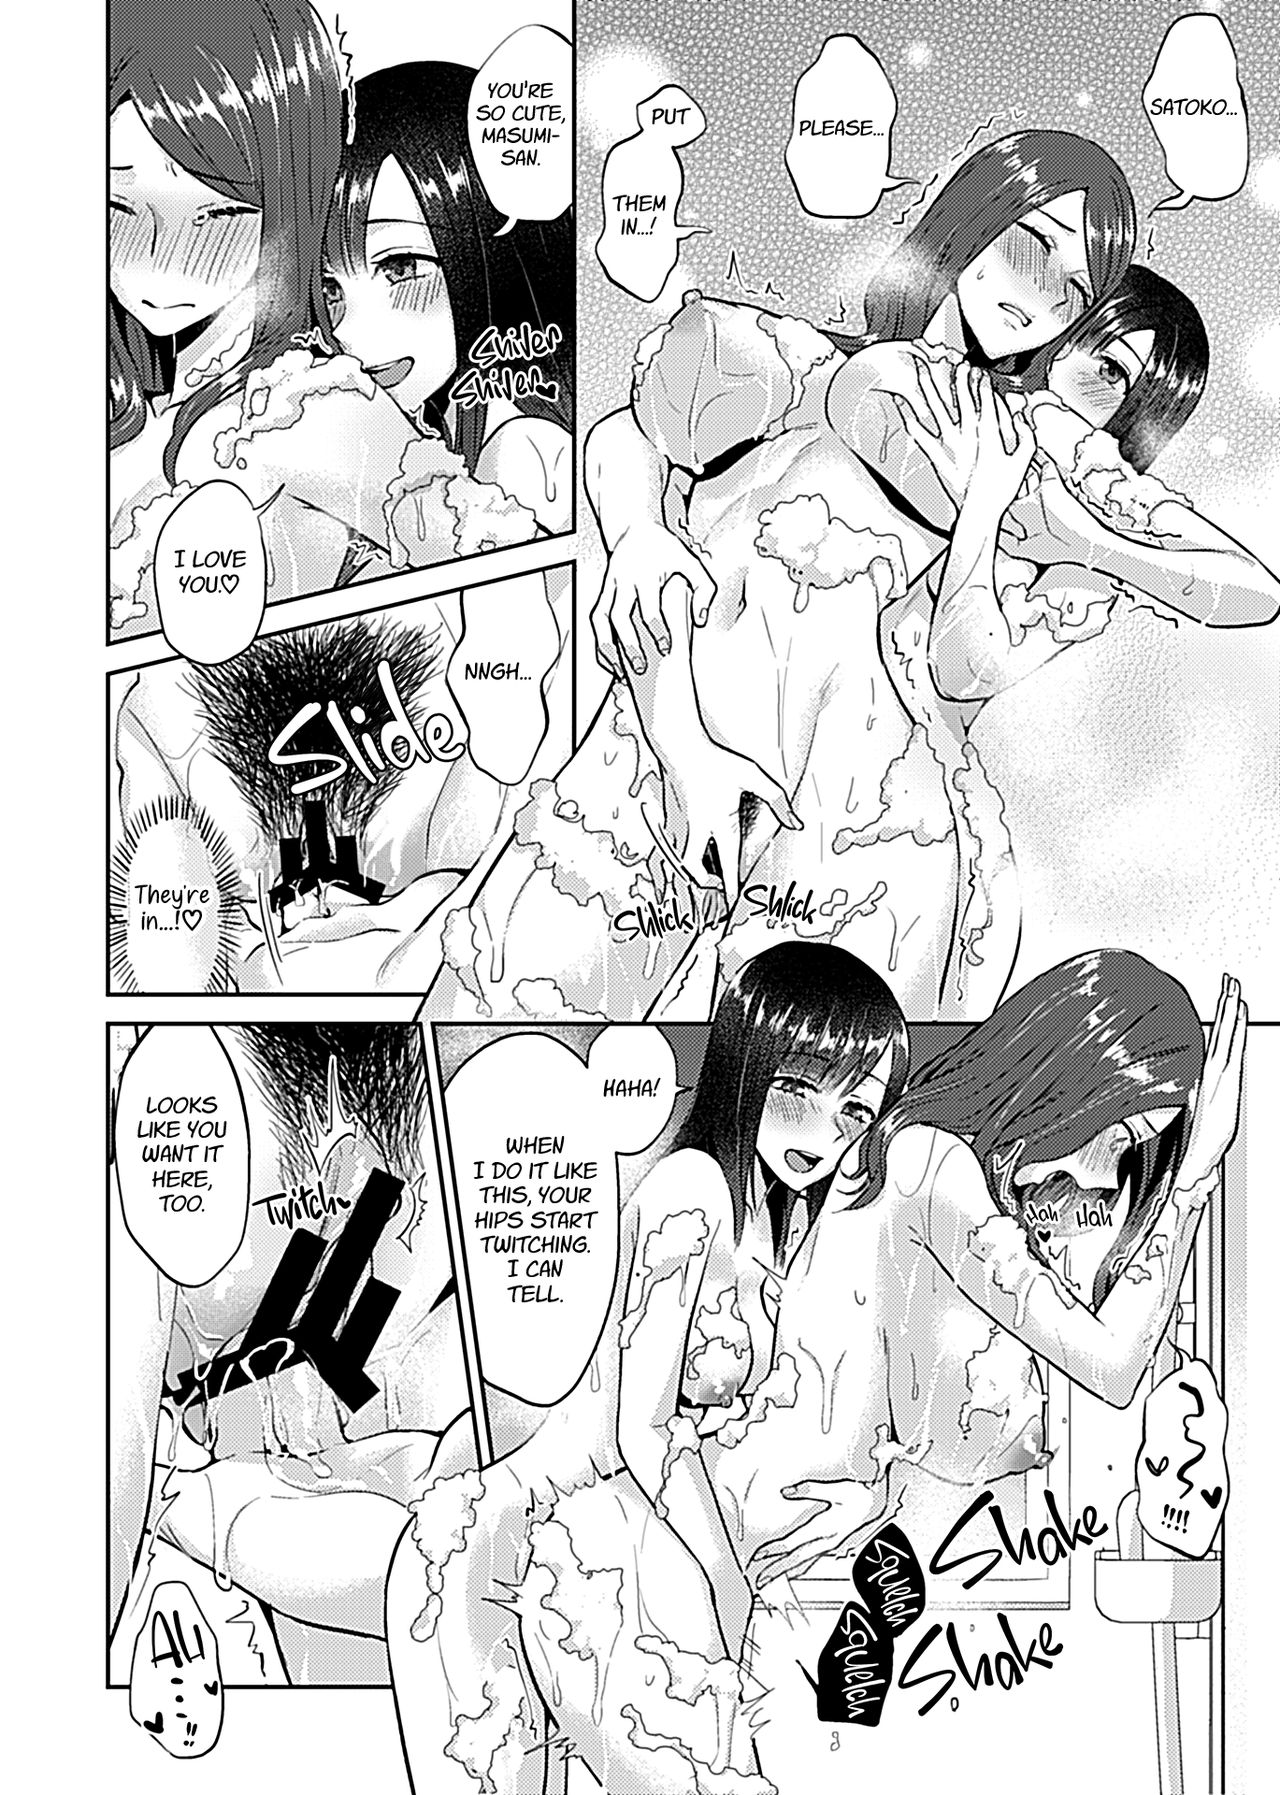 SATOKO...
PLEASE...
PUT
THEM
IN...!
Shlick
Shlick
YOU'RE
SO CUTE,
MASUMI-
SAN.
Shiver
Shiver
I LOVE
YOU.♡
NNGH...
Slide
They're
in...!♡
HAHA!
WHEN
I DO IT LIKE
THIS, YOUR
HIPS START
TWITCHING.
I CAN
TELL.
Hah
Hah
!!!!
Shake
Shake
Squelch
Squelch
LOOKS
LIKE YOU
WANT IT
HERE,
TOO.
Twitch
AH
....!!